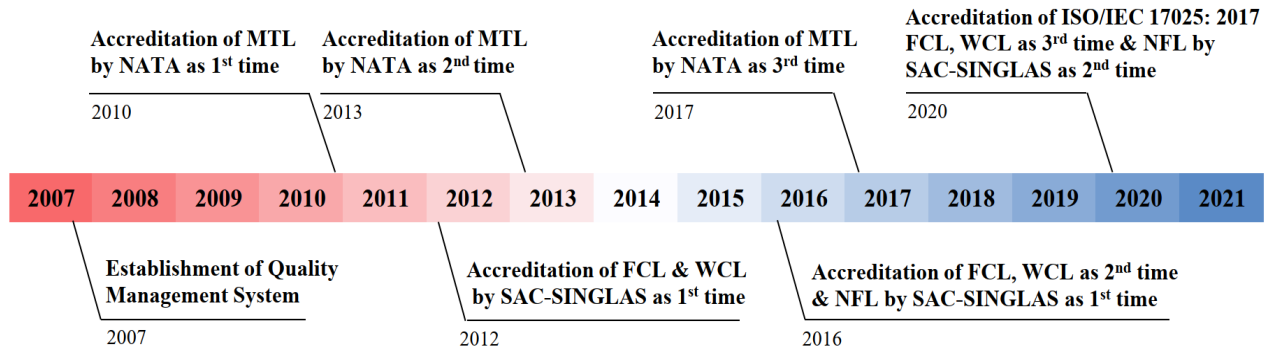 Accreditation of MTL
by NATA as 1st time
2010
Accreditation of MTL
by NATA as 2nd time
2013
Accreditation of MTL
by NATA as 3rd time
2017
Accreditation of ISO/IEC 17025: 2017
FCL, WCL as 3rd time & NFL by
SAC-SINGLAS as 2nd time
2020
2007 2008 2009 2010 2011 2012 2013 2014 2015 2016 2017 2018 2019 2020 2021
Establishment of Quality
Management System
2007
Accreditation of FCL & WCL
by SAC-SINGLAS as 1st time
2012
Accreditation of FCL, WCL as 2nd time
& NFL by SAC-SINGLAS as 1st time
2016